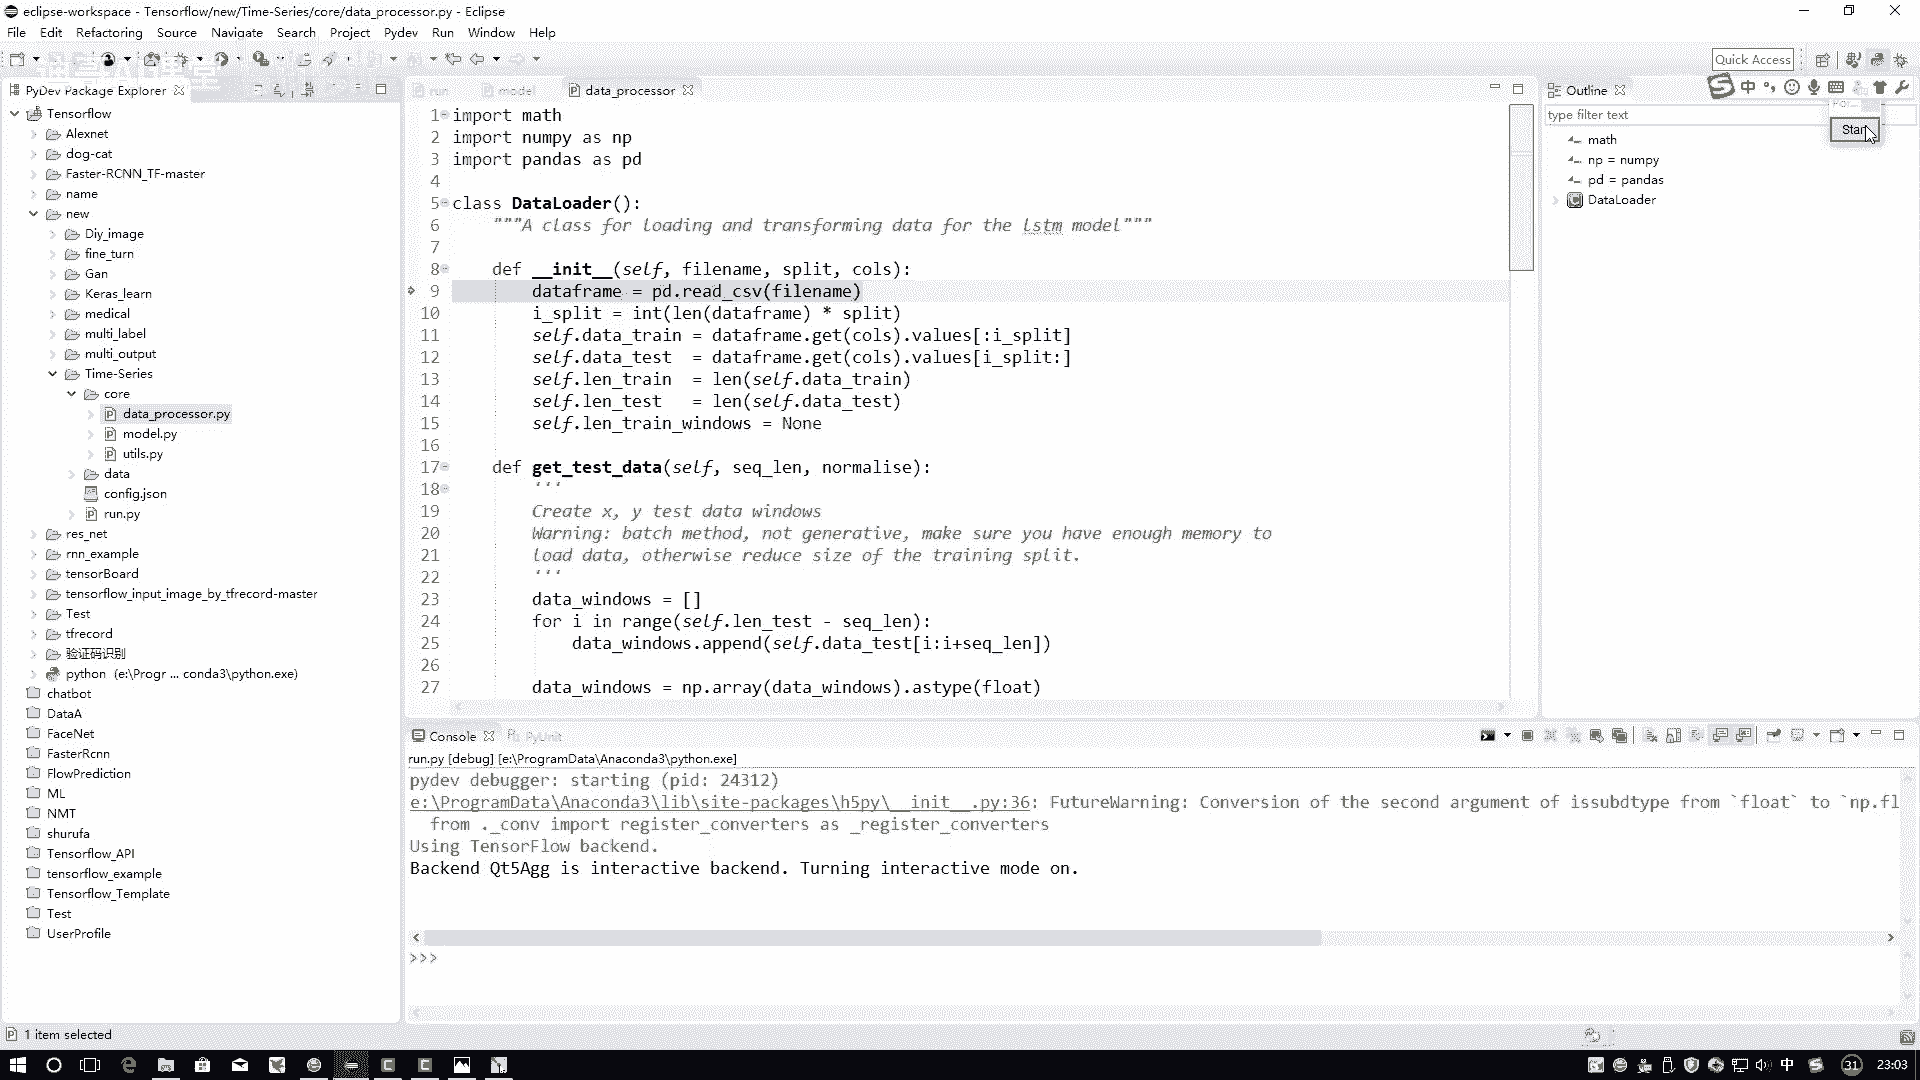 eclipse-workspace - Tensorflow/new/Time-Series/core/data_processor.py - Eclipse
File Edit Refactoring Source Navigate Search Project Pydev Run Window Help
Quick Access
PyDev Package Explorer
run model data_processor
Outline
中
type filter text
Start
math
np = numpy
pd = pandas
DataLoader
Tensorflow
Alexnet
dog-cat
Faster-RCNN_TF-master
name
new
Diy_image
fine_turn
Gan
Keras_learn
medical
multi_label
multi_output
Time-Series
core
data_processor.py
model.py
utils.py
data
config.json
run.py
res_net
rnn_example
tensorBoard
tensorflow_input_image_by_tfrecord-master
Test
tfrecord
验证码识别
python (e:\Progr ... conda3\python.exe)
chatbot
DataA
FaceNet
FasterRcnn
FlowPrediction
ML
NMT
shurufa
Tensorflow_API
tensorflow_example
Tensorflow_Template
Test
UserProfile
1 import math
2 import numpy as np
3 import pandas as pd
4
5 class DataLoader():
6 """A class for loading and transforming data for the lstm model"""
7
8 def __init__(self, filename, split, cols):
9 dataframe = pd.read_csv(filename)
10 i_split = int(len(dataframe) * split)
11 self.data_train = dataframe.get(cols).values[:i_split]
12 self.data_test  = dataframe.get(cols).values[i_split:]
13 self.len_train  = len(self.data_train)
14 self.len_test   = len(self.data_test)
15 self.len_train_windows = None
16
17 def get_test_data(self, seq_len, normalise):
18 '''
19 Create x, y test data windows
20 Warning: batch method, not generative, make sure you have enough memory to
21 load data, otherwise reduce size of the training split.
22 '''
23 data_windows = []
24 for i in range(self.len_test - seq_len):
25 data_windows.append(self.data_test[i:i+seq_len])
26
27 data_windows = np.array(data_windows).astype(float)
Console PyUnit
run.py [debug] [e:\ProgramData\Anaconda3\python.exe]
pydev debugger: starting (pid: 24312)
e:\ProgramData\Anaconda3\lib\site-packages\h5py\__init__.py:36: FutureWarning: Conversion of the second argument of issubdtype from `float` to `np.fl
from ._conv import register_converters as _register_converters
Using TensorFlow backend.
Backend Qt5Agg is interactive backend. Turning interactive mode on.
>>>
1 item selected
中 31 23:03